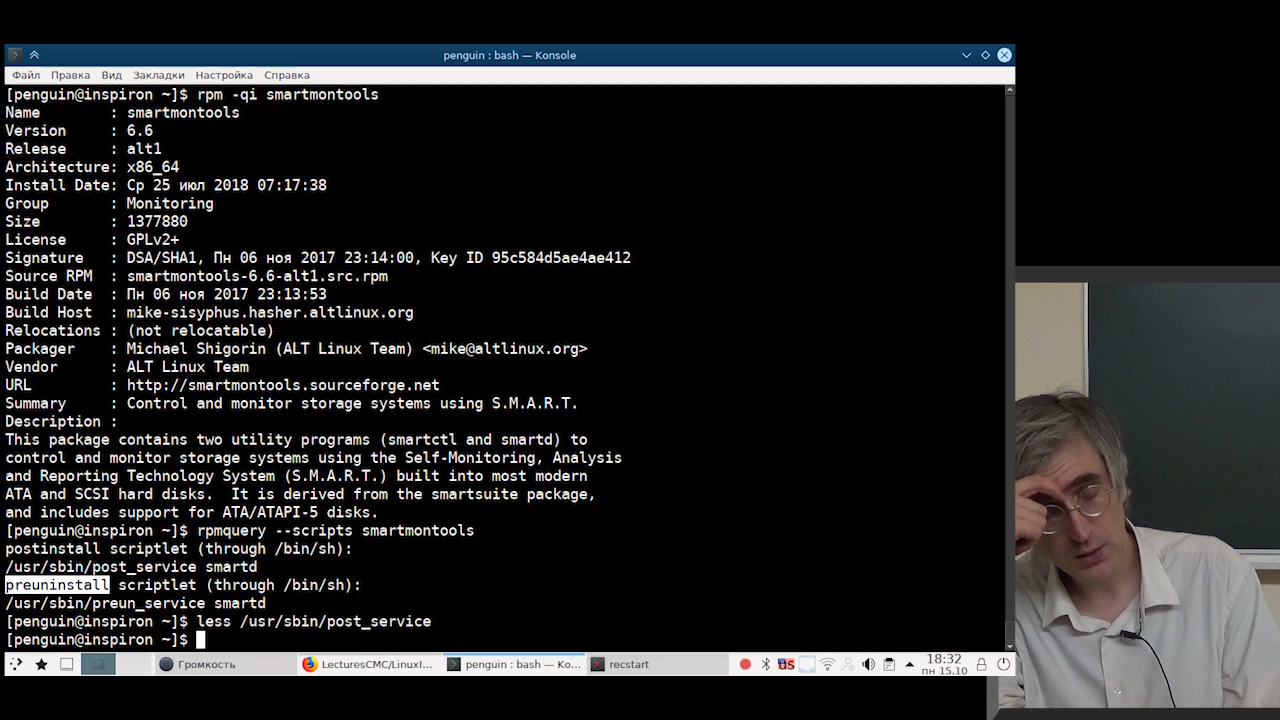 penguin : bash — Konsole
Файл Правка Вид Закладки Настройка Справка
[penguin@inspiron ~]$ rpm -qi smartmontools
Name        : smartmontools
Version     : 6.6
Release     : alt1
Architecture: x86_64
Install Date: Ср 25 июл 2018 07:17:38
Group       : Monitoring
Size        : 1377880
License     : GPLv2+
Signature   : DSA/SHA1, Пн 06 ноя 2017 23:14:00, Key ID 95c584d5ae4ae412
Source RPM  : smartmontools-6.6-alt1.src.rpm
Build Date  : Пн 06 ноя 2017 23:13:53
Build Host  : mike-sisyphus.hasher.altlinux.org
Relocations : (not relocatable)
Packager    : Michael Shigorin (ALT Linux Team) <mike@altlinux.org>
Vendor      : ALT Linux Team
URL         : http://smartmontools.sourceforge.net
Summary     : Control and monitor storage systems using S.M.A.R.T.
Description :
This package contains two utility programs (smartctl and smartd) to
control and monitor storage systems using the Self-Monitoring, Analysis
and Reporting Technology System (S.M.A.R.T.) built into most modern
ATA and SCSI hard disks.  It is derived from the smartsuite package,
and includes support for ATA/ATAPI-5 disks.
[penguin@inspiron ~]$ rpmquery --scripts smartmontools
postinstall scriptlet (through /bin/sh):
/usr/sbin/post_service smartd
preuninstall scriptlet (through /bin/sh):
/usr/sbin/preun_service smartd
[penguin@inspiron ~]$ less /usr/sbin/post_service
[penguin@inspiron ~]$
Громкость LecturesCMC/LinuxI... penguin : bash — Ko... recstart us 18:32
пн 15.10